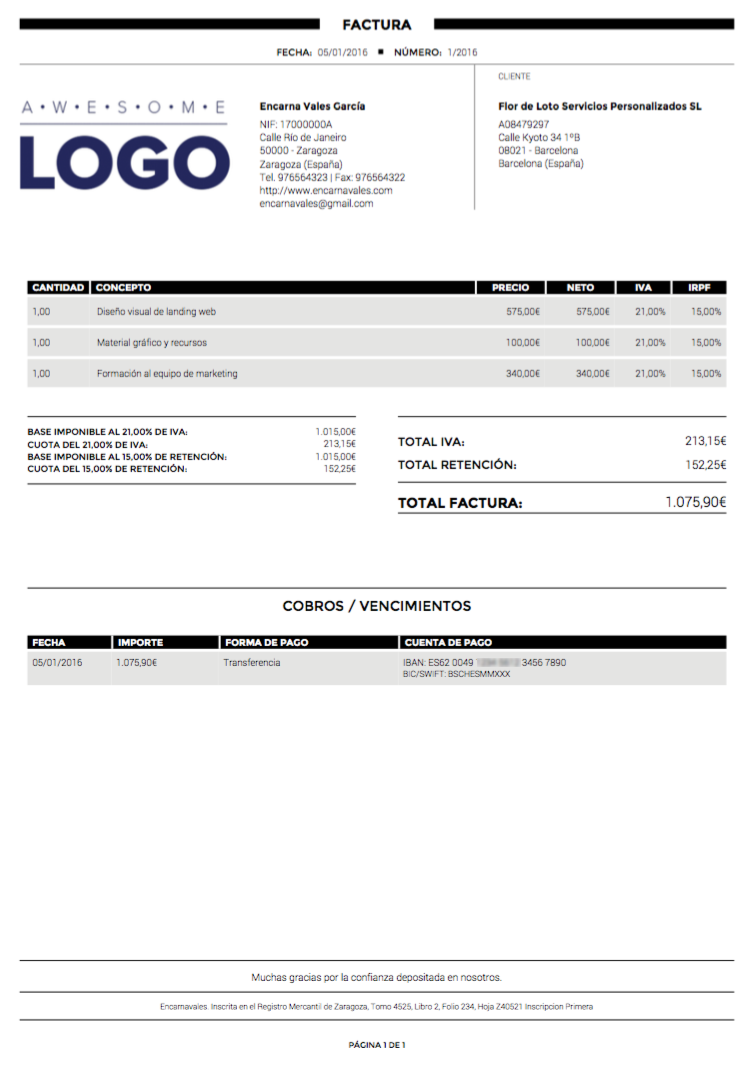 FACTURA
FECHA: 05/01/2016 ■ NÚMERO: 1/2016
A•W•E•S•O•M•E
LOGO
Encarna Vales García
NIF: 17000000A
Calle Río de Janeiro
50000 - Zaragoza
Zaragoza (España)
Tel. 976564323 | Fax: 976564322
http://www.encarnavales.com
encarnavales@gmail.com
CLIENTE
Flor de Loto Servicios Personalizados SL
A08479297
Calle Kyoto 34 1ºB
08021 - Barcelona
Barcelona (España)
CANTIDAD CONCEPTO PRECIO NETO IVA IRPF
1,00 Diseño visual de landing web 575,00€ 575,00€ 21,00% 15,00%
1,00 Material gráfico y recursos 100,00€ 100,00€ 21,00% 15,00%
1,00 Formación al equipo de marketing 340,00€ 340,00€ 21,00% 15,00%
BASE IMPONIBLE AL 21,00% DE IVA: 1.015,00€
CUOTA DEL 21,00% DE IVA: 213,15€
BASE IMPONIBLE AL 15,00% DE RETENCIÓN: 1.015,00€
CUOTA DEL 15,00% DE RETENCIÓN: 152,25€
TOTAL IVA: 213,15€
TOTAL RETENCIÓN: 152,25€
TOTAL FACTURA: 1.075,90€
COBROS / VENCIMIENTOS
FECHA IMPORTE FORMA DE PAGO CUENTA DE PAGO
05/01/2016 1.075,90€ Transferencia IBAN: ES62 0049 3456 7890
BIC/SWIFT: BSCHESMMXXX
Muchas gracias por la confianza depositada en nosotros.
Encarnavales. Inscrita en el Registro Mercantil de Zaragoza, Tomo 4525, Libro 2, Folio 234, Hoja Z40521 Inscripcion Primera
PÁGINA 1 DE 1